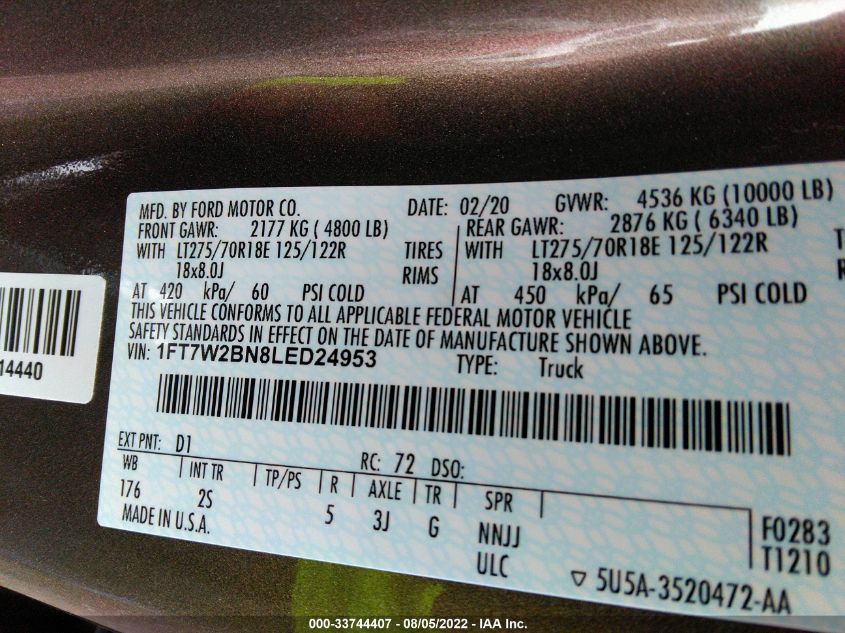 MFD. BY FORD MOTOR CO. DATE: 02/20 GVWR: 4536 KG (10000 LB)
FRONT GAWR: 2177 KG ( 4800 LB) REAR GAWR: 2876 KG ( 6340 LB)
WITH LT275/70R18E 125/122R TIRES WITH LT275/70R18E 125/122R T
18x8.0J RIMS 18x8.0J R
AT 420 kPa/ 60 PSI COLD AT 450 kPa/ 65 PSI COLD
THIS VEHICLE CONFORMS TO ALL APPLICABLE FEDERAL MOTOR VEHICLE
SAFETY STANDARDS IN EFFECT ON THE DATE OF MANUFACTURE SHOWN ABOVE.
VIN: 1FT7W2BN8LED24953 TYPE: Truck
14440
EXT PNT: D1 RC: 72 DSO:
WB INT TR TP/PS R AXLE TR SPR
176 2S 5 3J G NNJJ F0283
MADE IN U.S.A. ULC T1210
▽ 5U5A-3520472-AA
000-33744407 - 08/05/2022 - IAA Inc.